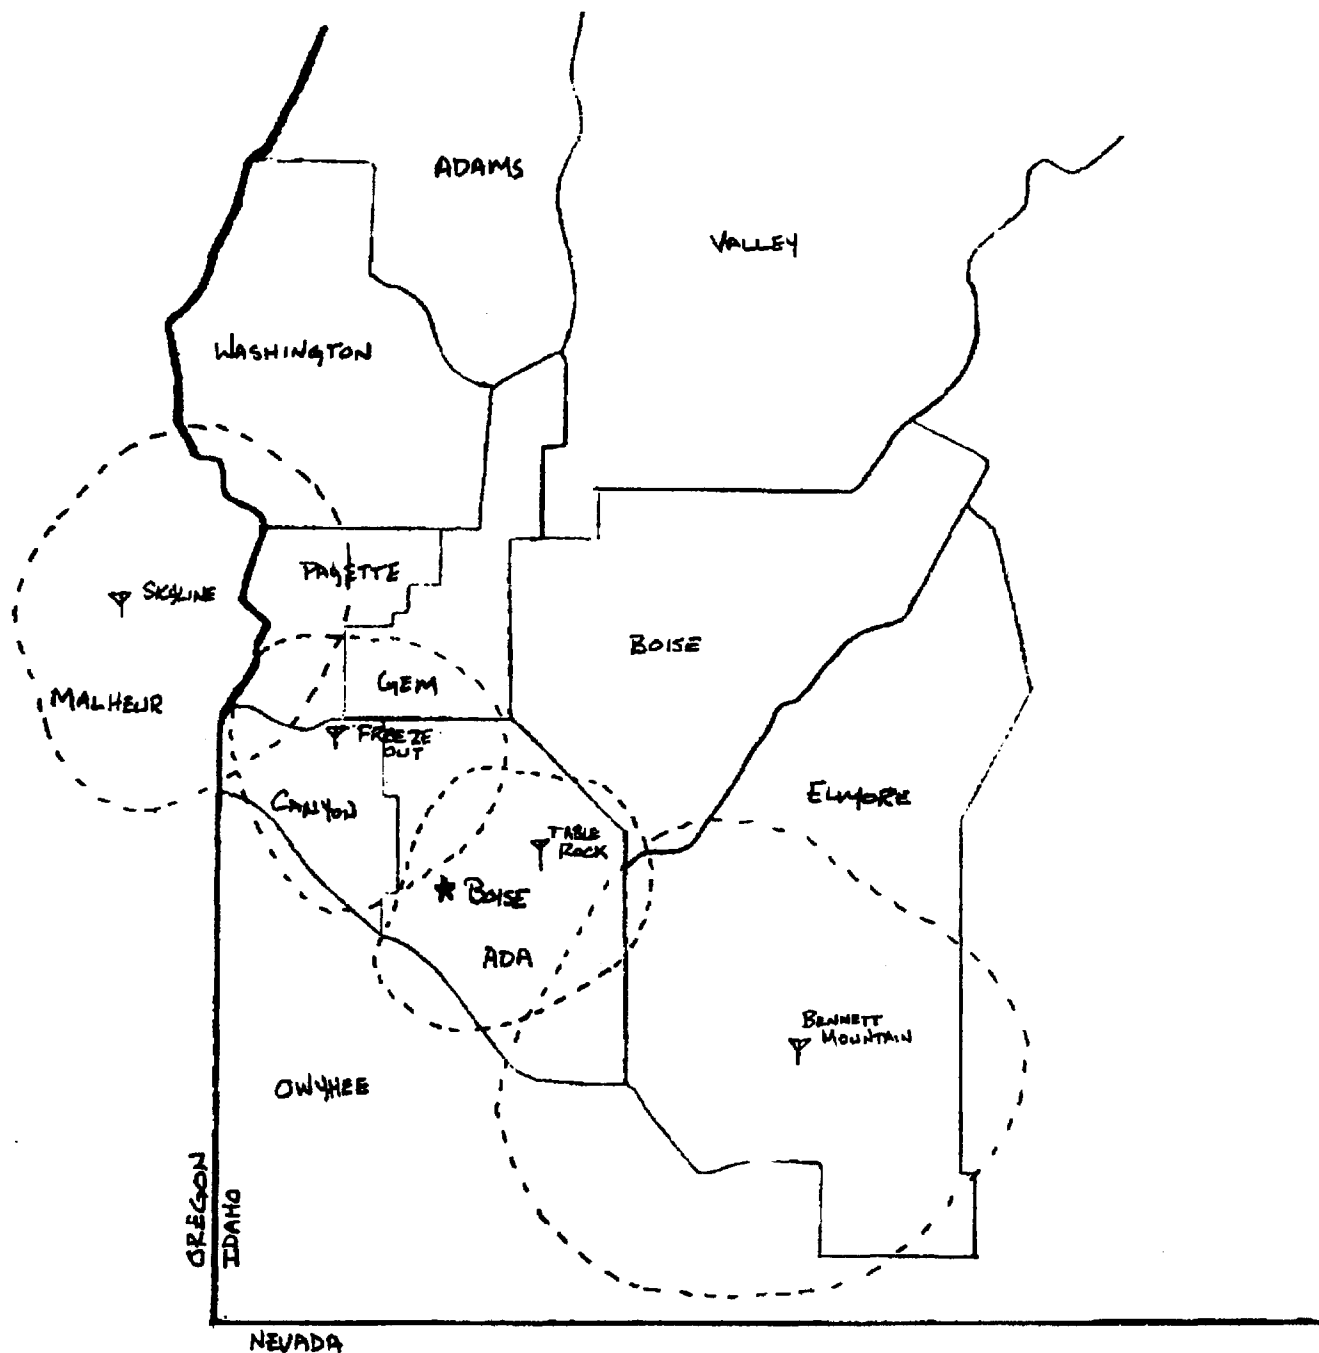 ADAMS
VALLEY
WASHINGTON
PAYETTE
SKYLINE
BOISE
GEM
MALHEUR
FREEZE
OUT
CANYON
ELMORE
TABLE
ROCK
BOISE
ADA
BENNETT
MOUNTAIN
OWYHEE
OREGON
IDAHO
NEVADA